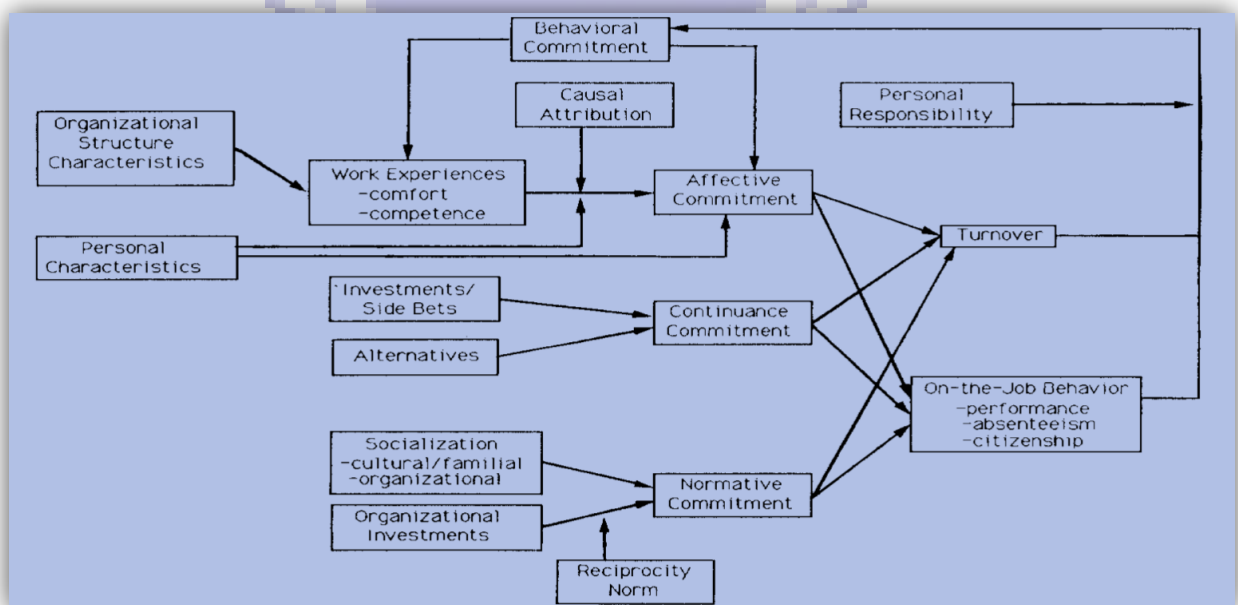 Behavioral
Commitment
Causal
Attribution
Personal
Responsibility
Organizational
Structure
Characteristics
Work Experiences
-comfort
-competence
Affective
Commitment
Personal
Characteristics
Turnover
Investments/
Side Bets
Continuance
Commitment
Alternatives
On-the-Job Behavior
-performance
-absenteeism
-citizenship
Socialization
-cultural/familial
-organizational
Normative
Commitment
Organizational
Investments
Reciprocity
Norm